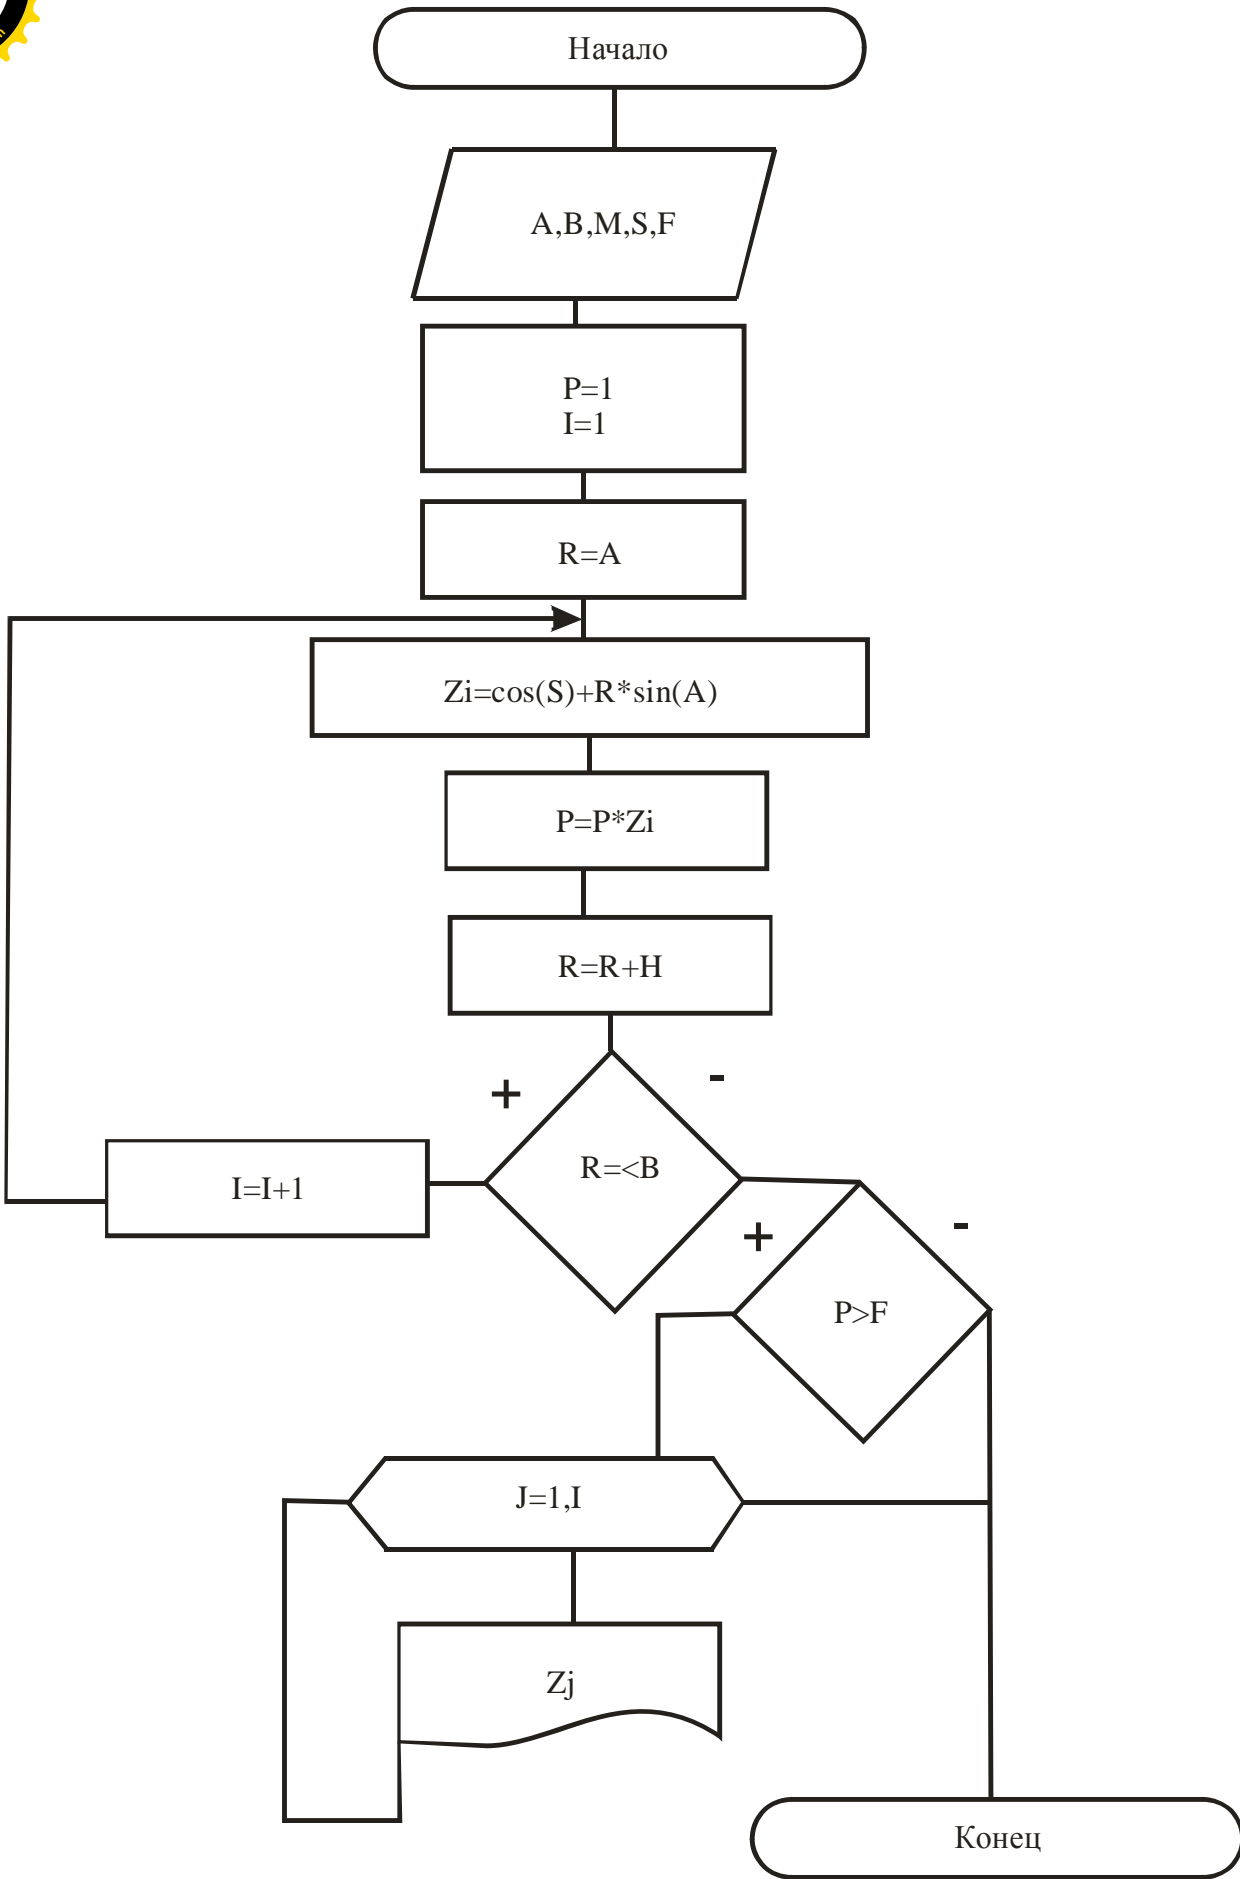 Начало
A,B,M,S,F
P=1
I=1
R=A
Zi=cos(S)+R*sin(A)
P=P*Zi
R=R+H
+
-
R=<B
I=I+1
+
-
P>F
J=1,I
Zj
Конец